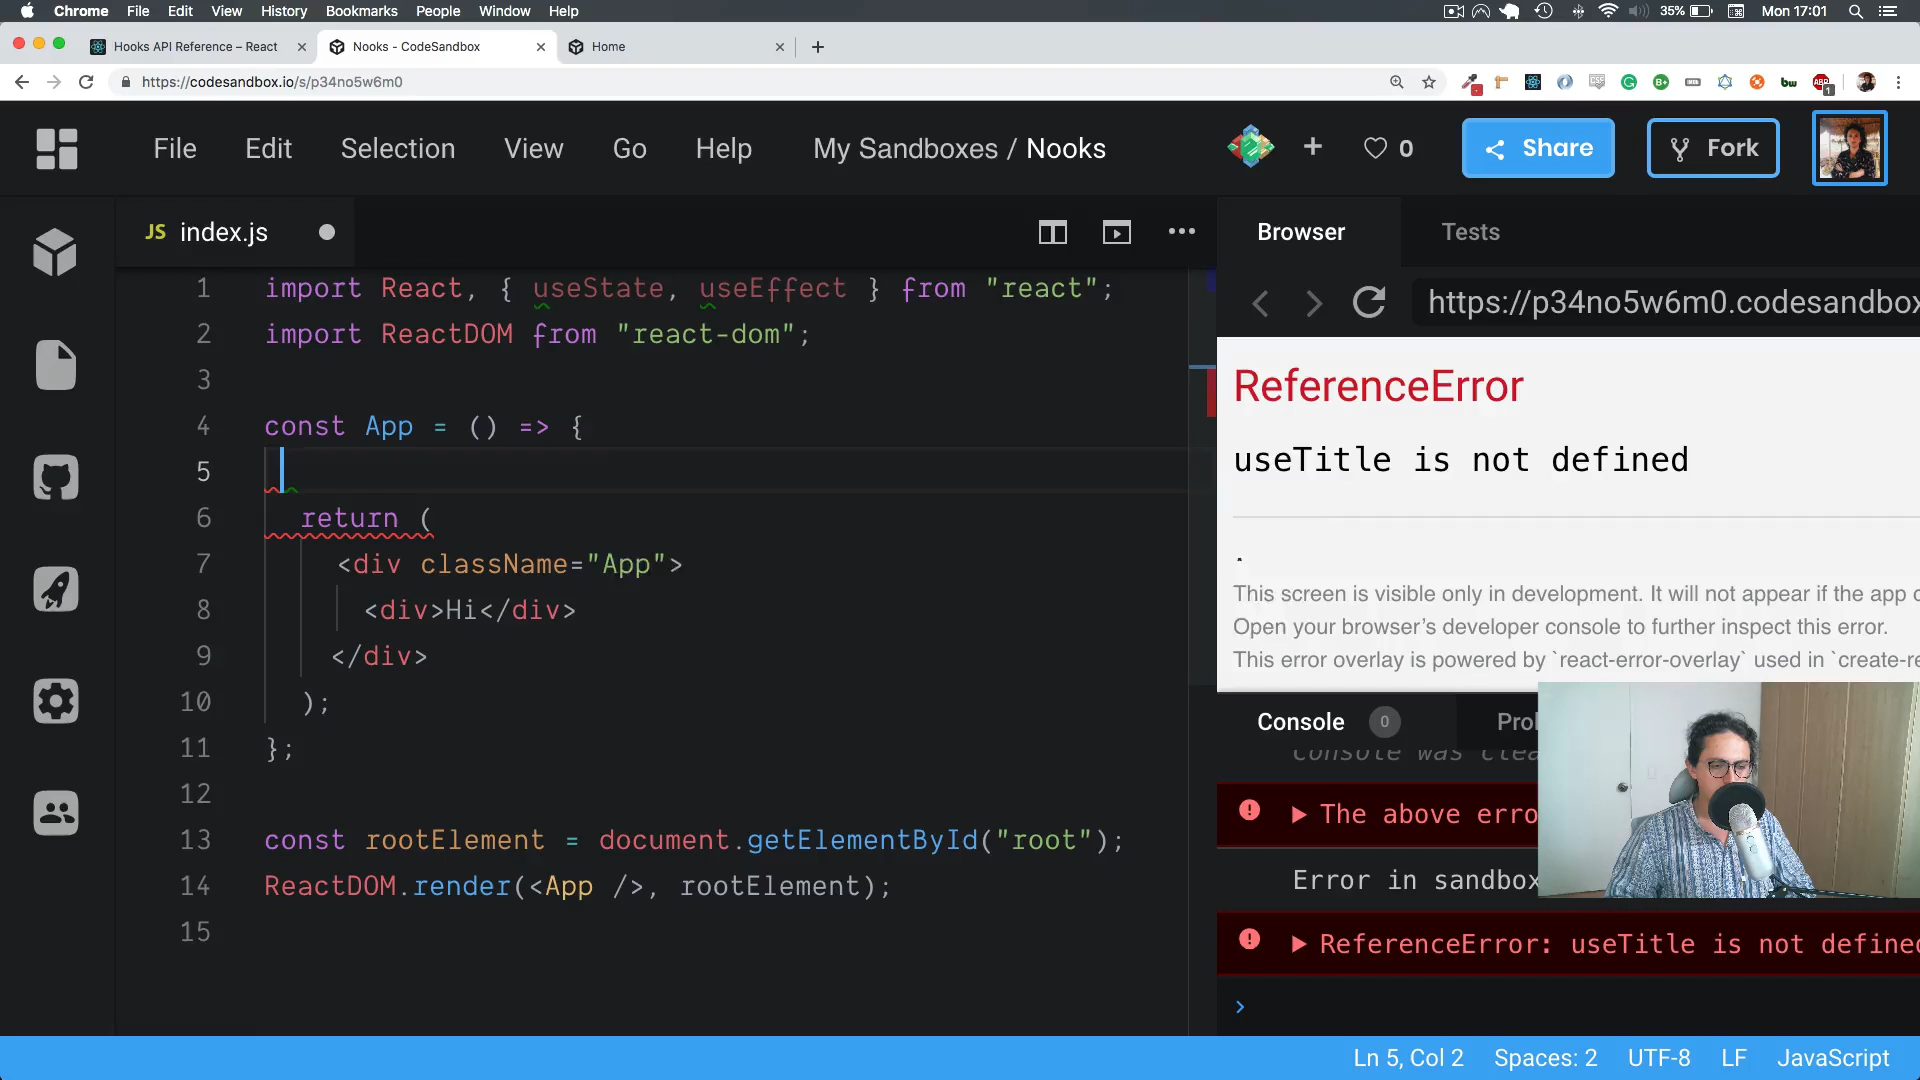 Chrome File Edit View History Bookmarks People Window Help 35% Mon 17:01
Hooks API Reference – React Nooks - CodeSandbox Home
https://codesandbox.io/s/p34no5w6m0
File Edit Selection View Go Help My Sandboxes / Nooks 0 Share Fork
JS index.js
1 import React, { useState, useEffect } from "react";
2 import ReactDOM from "react-dom";
3
4 const App = () => {
5
6 return (
7 <div className="App">
8 <div>Hi</div>
9 </div>
10 );
11 };
12
13 const rootElement = document.getElementById("root");
14 ReactDOM.render(<App />, rootElement);
15
Browser Tests
https://p34no5w6m0.codesandbox
ReferenceError
useTitle is not defined
.
This screen is visible only in development. It will not appear if the app c
Open your browser’s developer console to further inspect this error.
This error overlay is powered by `react-error-overlay` used in `create-re
Console 0 Prol
Console was clea
The above erro
Error in sandbox
ReferenceError: useTitle is not defined
Ln 5, Col 2 Spaces: 2 UTF-8 LF JavaScript